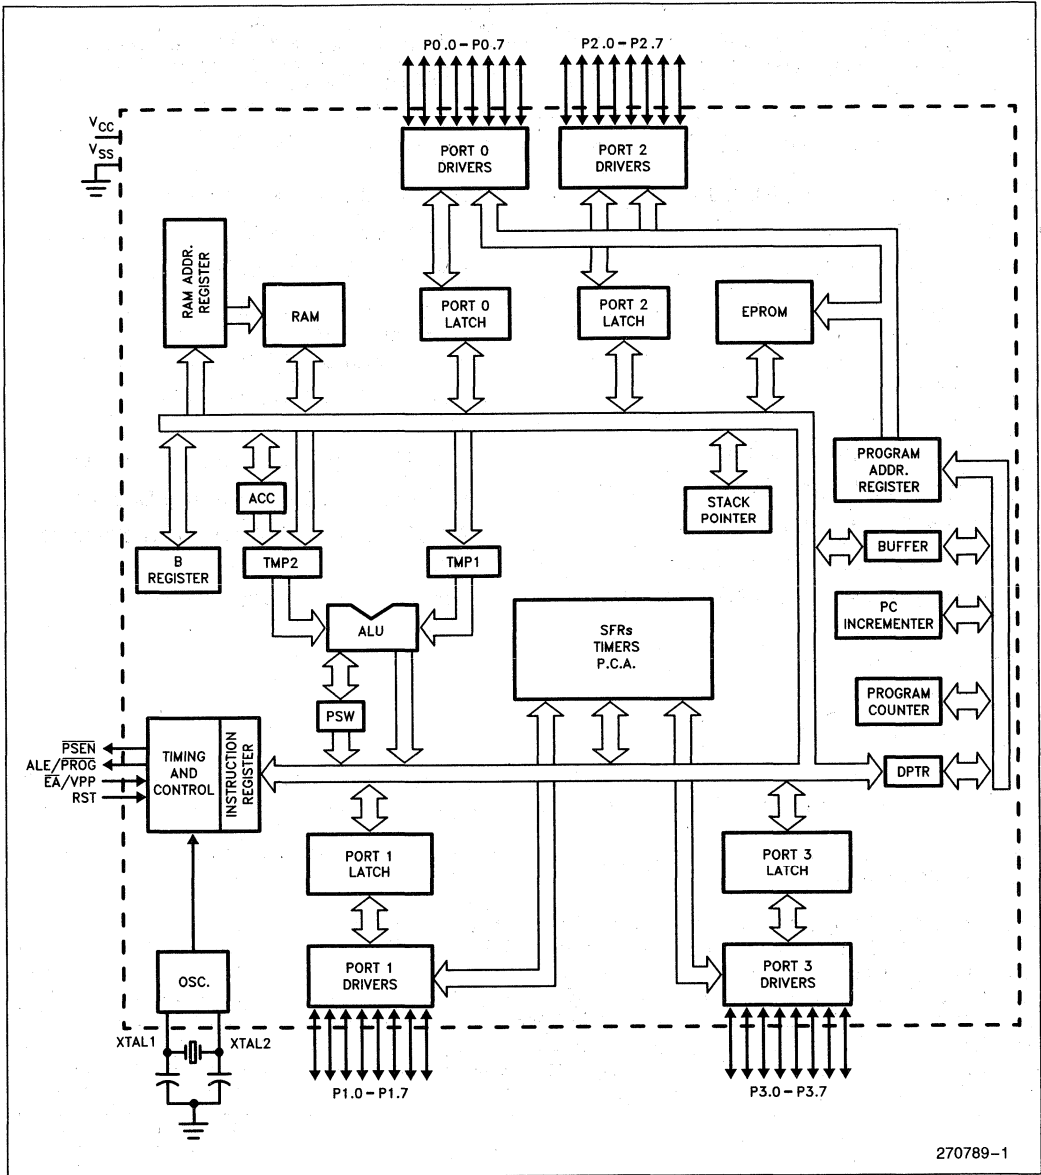 P0.0-P0.7
P2.0-P2.7
VCC
VSS
PORT 0
DRIVERS
PORT 2
DRIVERS
RAM ADDR.
REGISTER
RAM
PORT 0
LATCH
PORT 2
LATCH
EPROM
PROGRAM
ADDR.
REGISTER
ACC
STACK
POINTER
B
REGISTER
TMP2
TMP1
BUFFER
ALU
SFRs
TIMERS
P.C.A.
PC
INCREMENTER
PSW
PROGRAM
COUNTER
PSEN
ALE/PROG
EA/VPP
RST
TIMING
AND
CONTROL
INSTRUCTION
REGISTER
DPTR
PORT 1
LATCH
PORT 3
LATCH
OSC.
PORT 1
DRIVERS
PORT 3
DRIVERS
XTAL1
XTAL2
P1.0-P1.7
P3.0-P3.7
270789-1